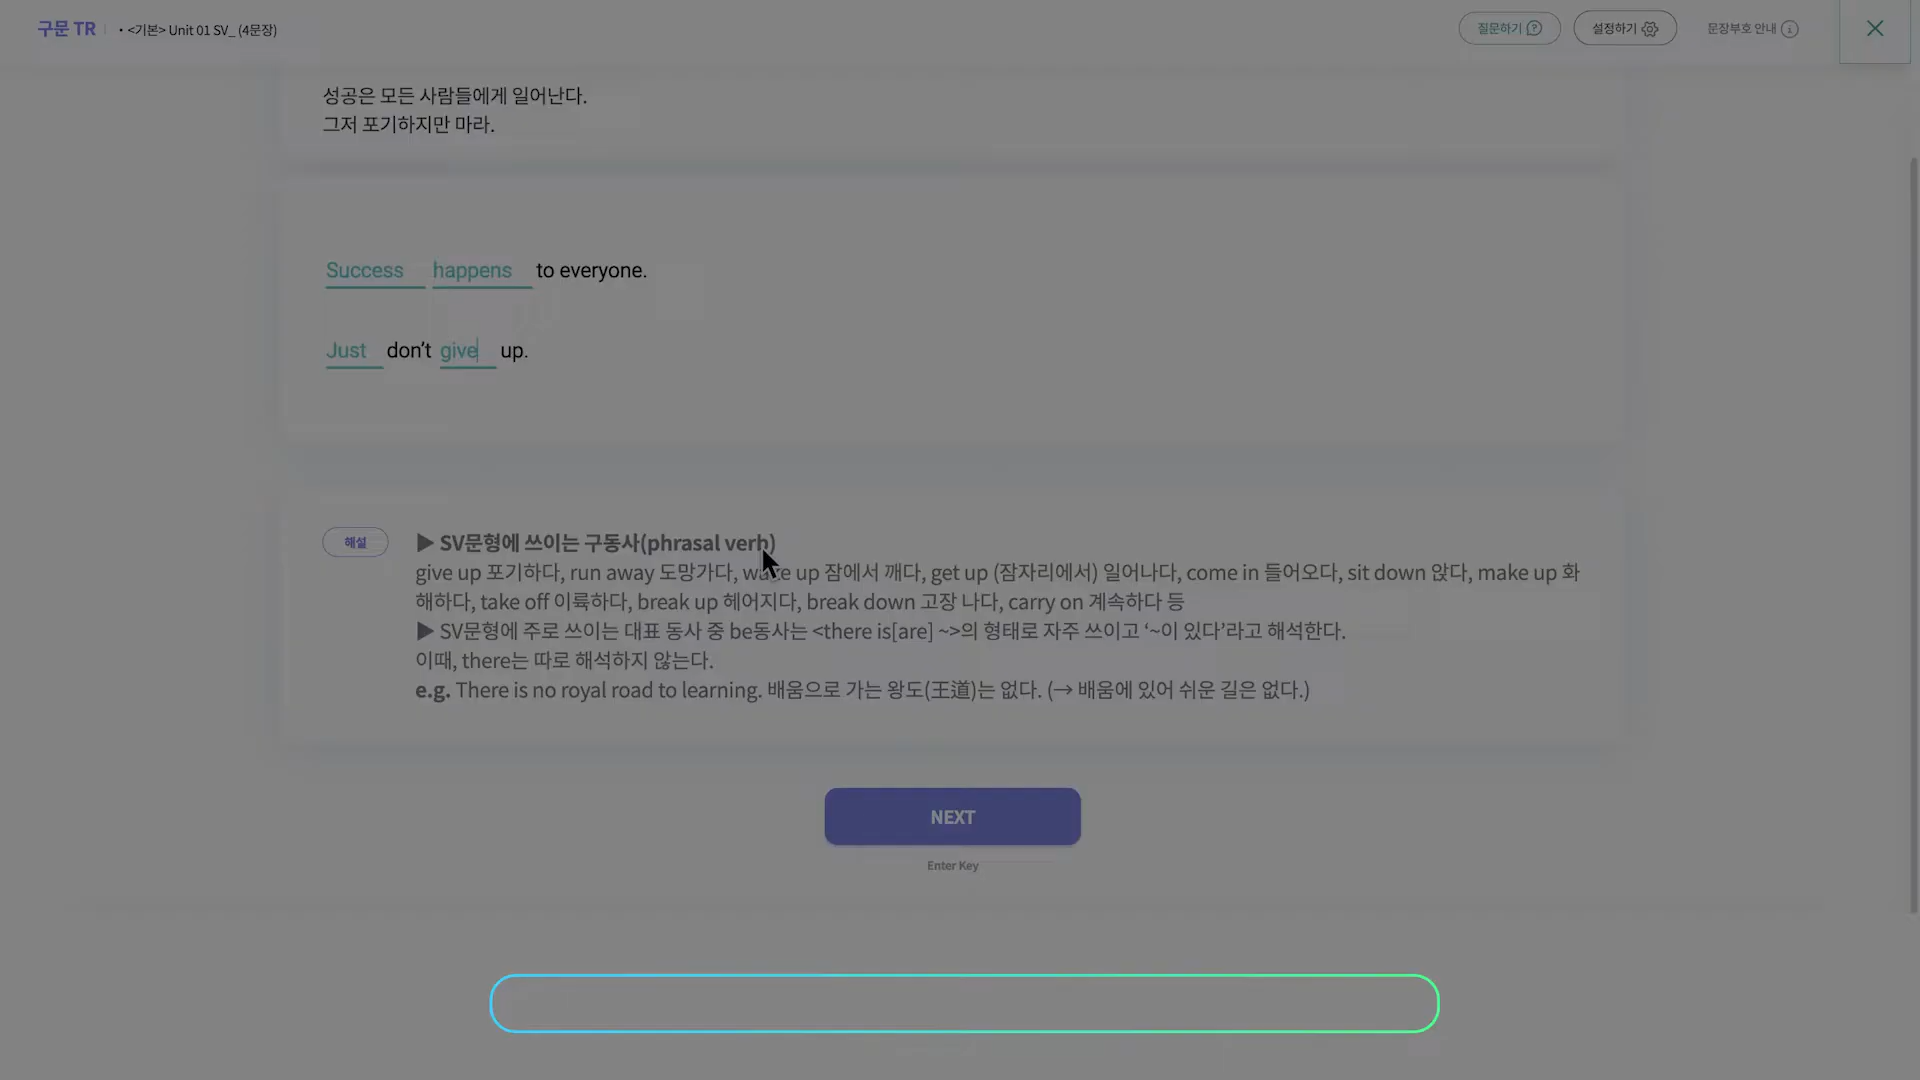 구문 TR
• <기본> Unit 01 SV_ (4문장)
질문하기
설정하기
문장부호 안내
성공은 모든 사람들에게 일어난다.
그저 포기하지만 마라.
Success happens to everyone.
Just don't give up.
해설
▶ SV문형에 쓰이는 구동사(phrasal verb)
give up 포기하다, run away 도망가다, wake up 잠에서 깨다, get up (잠자리에서) 일어나다, come in 들어오다, sit down 앉다, make up 화
해하다, take off 이륙하다, break up 헤어지다, break down 고장 나다, carry on 계속하다 등
▶ SV문형에 주로 쓰이는 대표 동사 중 be동사는 <there is[are] ~>의 형태로 자주 쓰이고 ‘~이 있다’라고 해석한다.
이때, there는 따로 해석하지 않는다.
e.g. There is no royal road to learning. 배움으로 가는 왕도(王道)는 없다. (→ 배움에 있어 쉬운 길은 없다.)
NEXT
Enter Key